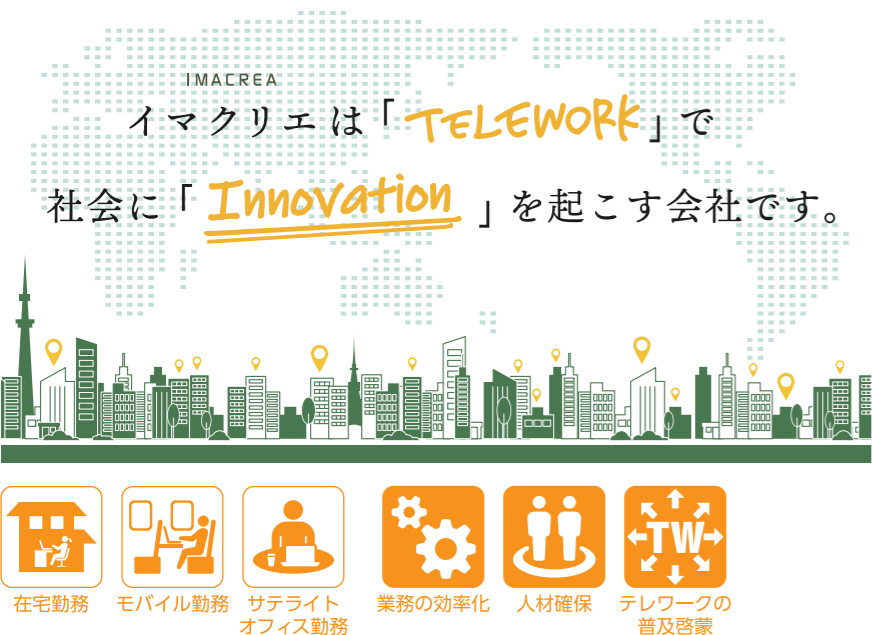 IMACREA
イマクリエは「TELEWORK」で
社会に「Innovation」を起こす会社です。
TW
在宅勤務
モバイル勤務
サテライト
オフィス勤務
業務の効率化
人材確保
テレワークの
普及啓蒙